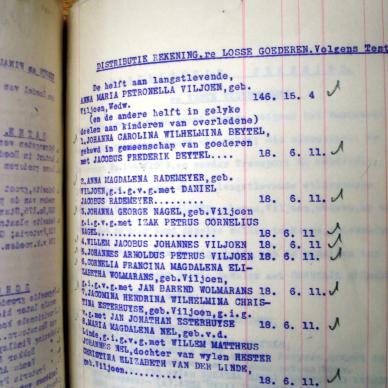 DISTRIBUTIE REKENING.re LOSSE GOEDEREN.Volgens Test
De helft aan langstlevende,
ANNA MARIA PETRONELLA VILJOEN,geb.
Viljoen,Wedw. 146. 15. 4
(en de andere helft in gelyke
deelen aan kinderen van overledene)
1.JOHANNA CAROLINA WILHELMINA BEYTEL,
gehuwd in gemeenschap van goederen
met JACOBUS FREDERIK BEYTEL.... 18. 6. 11.
2.ANNA MAGDALENA RADEMEYER,geb.
VILJOEN,g.i.g.v.g.met DANIEL
JACOBUS RADEMEYER......... 18. 6. 11.
3.JOHANNA GEORGE NAGEL,geb.Viljoen
g.i.g.v.g.met IZAK PETRUS CORNELIUS
NAGEL.................... 18. 6. 11
4.WILLEM JACOBUS JOHANNES VILJOEN 18. 6. 11
5.JOHANNES ARNOLDUS PETRUS VILJOEN 18. 6. 11.
6.CORNELIA FRANCINA MAGDALENA ELI-
ZABETHA WOLMARANS,geb.Viljoen,
g.i.g.v.g.met JAN BAREND WOLMARANS 18. 6. 11.
7.JACOMINA HENDRINA WILHELMINA CHRIS-
TINA ESTERHUYSE,geb.Viljoen,g.i.g.
v.g.met JAN JONATHAN ESTERHUYSE 18. 6. 11.
8.MARIA MAGDALENA NEL,geb.v.d.
Linde,g.i.g.v.g.met WILLEM MATTHEUS
JOHANNES NEL,dochter van wylen HESTER
CHRISTINA ELIZABETH VAN DER LINDE,
geb.Viljoen............